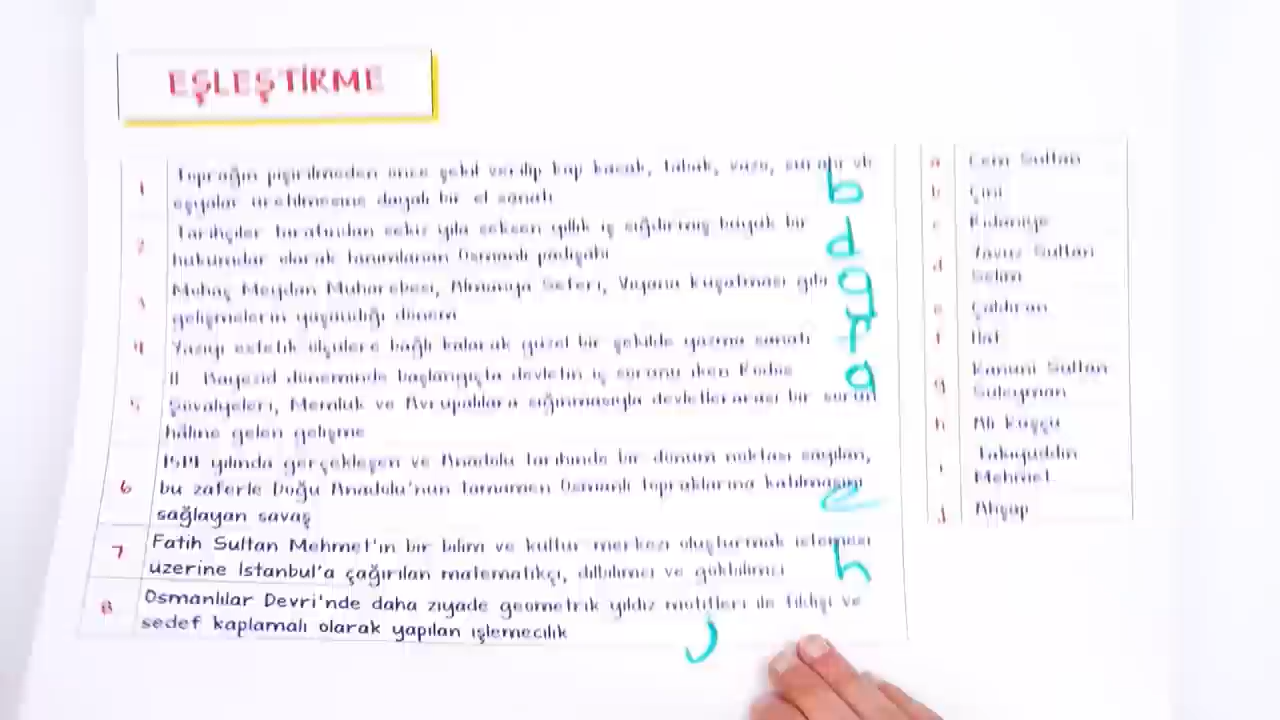 EŞLEŞTİRME
1 Toprağın pişirilmeden önce şekil verilip kap kacak, tabak, vazo, sürahi vb.
eşyalar üretilmesine dayalı bir el sanatı
b
2 Tarihçiler tarafından sekiz yıla seksen yıllık iş sığdırmış büyük bir
hükümdar olarak tanımlanan Osmanlı padişahı
d
3 Mohaç Meydan Muharebesi, Almanya Seferi, Viyana Kuşatması gibi
gelişmelerin yaşandığı dönem
g
4 Yazıyı estetik ölçülere bağlı kalarak güzel bir şekilde yazma sanatı
f
5 II. Bayezid döneminde başlangıçta devletin iç sorunu iken Rodos
Şövalyeleri, Memlük ve Avrupalılara sığınmasıyla devletlerarası bir sorun
hâline gelen gelişme
a
6 1514 yılında gerçekleşen ve Anadolu tarihinde bir dönüm noktası sayılan,
bu zaferle Doğu Anadolu'nun tamamen Osmanlı topraklarına katılmasını
sağlayan savaş
e
7 Fatih Sultan Mehmet'in bir bilim ve kültür merkezi oluşturmak istemesi
üzerine İstanbul'a çağırılan matematikçi, dilbilimci ve gökbilimci
h
8 Osmanlılar Devri'nde daha ziyade geometrik yıldız motifleri ile fildişi ve
sedef kaplamalı olarak yapılan işlemecilik
j
a Cem Sultan
b Çini
c
d Yavuz Sultan
Selim
e Çaldıran
f Hat
g Kanuni Sultan
Süleyman
h Ali Kuşçu
i Takiyüddin
Mehmet
j Ahşap